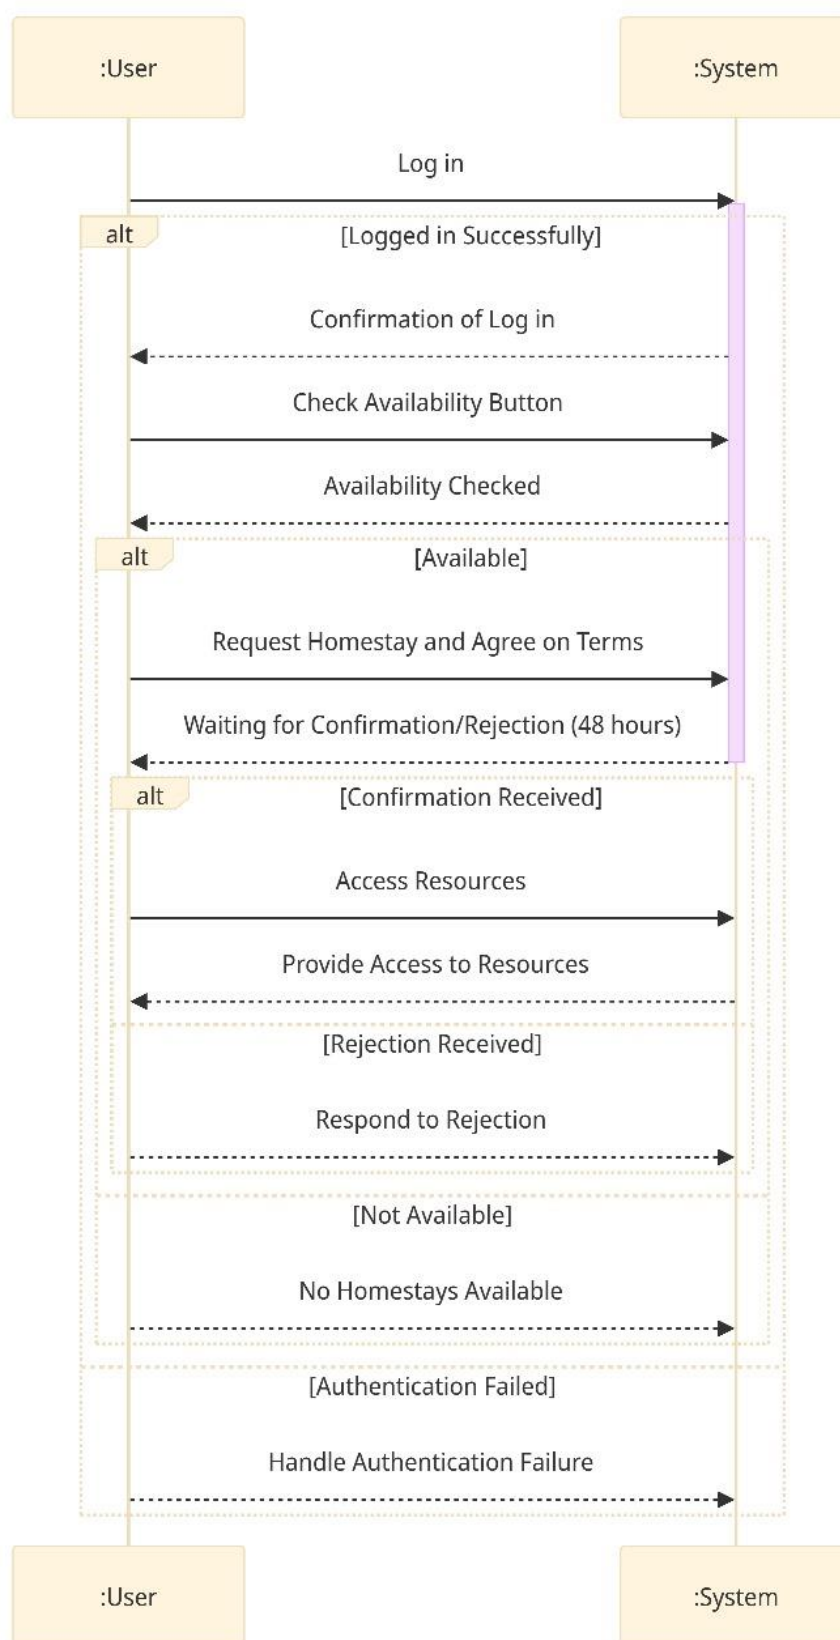 :User
:System
Log in
alt
[Logged in Successfully]
Confirmation of Log in
Check Availability Button
Availability Checked
alt
[Available]
Request Homestay and Agree on Terms
Waiting for Confirmation/Rejection (48 hours)
alt
[Confirmation Received]
Access Resources
Provide Access to Resources
[Rejection Received]
Respond to Rejection
[Not Available]
No Homestays Available
[Authentication Failed]
Handle Authentication Failure
:User
:System